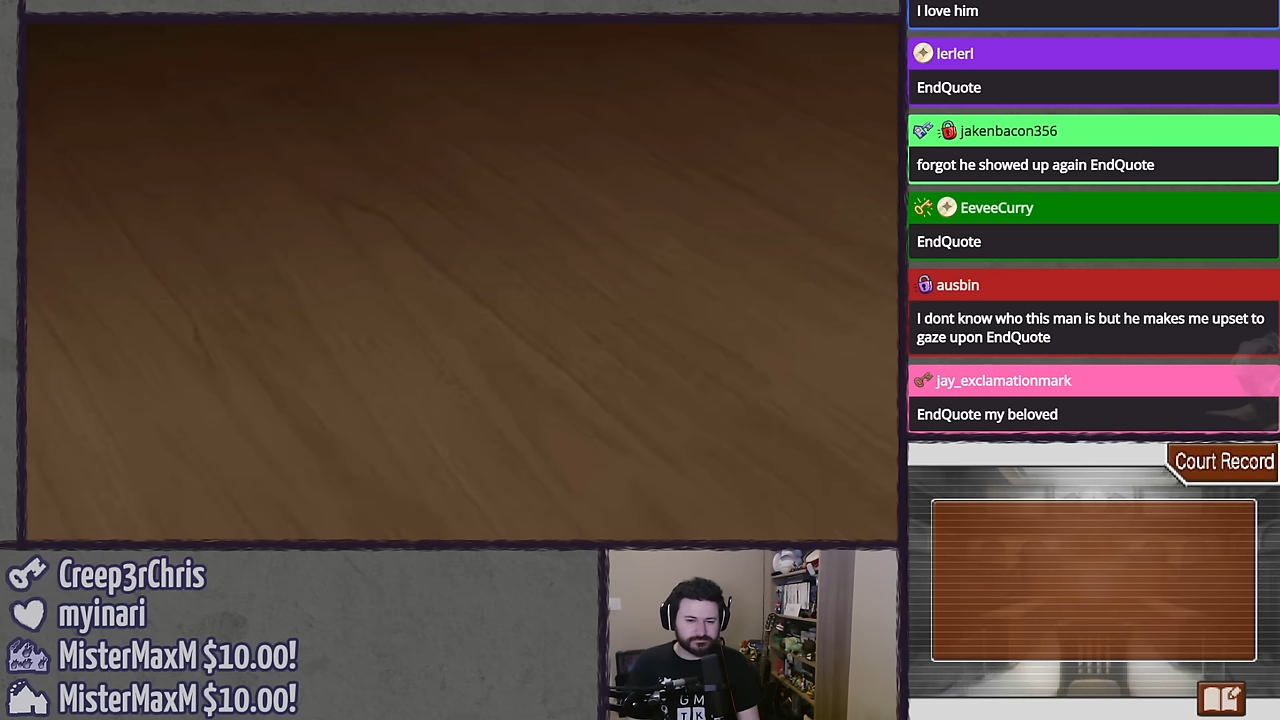 I love him
lerlerl
EndQuote
jakenbacon356
forgot he showed up again EndQuote
EeveeCurry
EndQuote
ausbin
I dont know who this man is but he makes me upset to
gaze upon EndQuote
jay_exclamationmark
EndQuote my beloved
Court Record
Creep3rChris
myinari
MisterMaxM $10.00!
MisterMaxM $10.00!
G M
T K